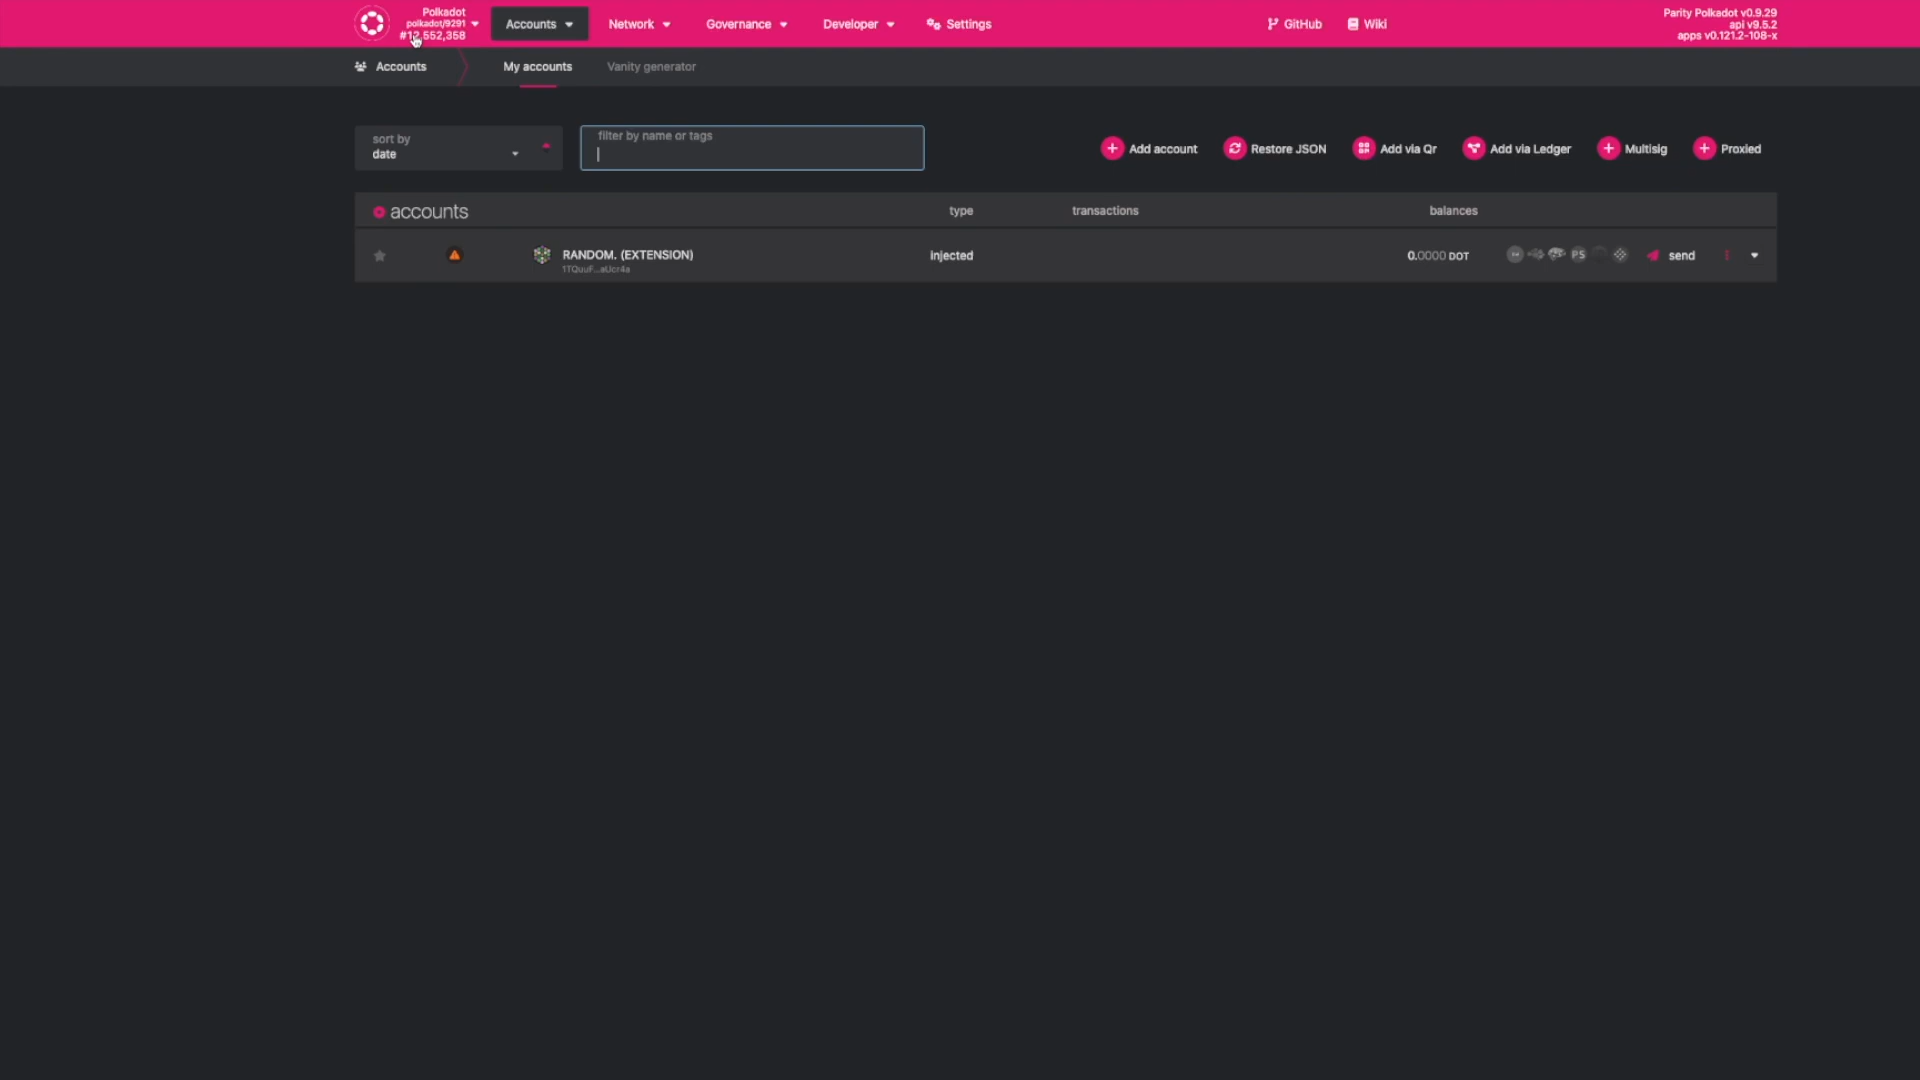 Polkadot
polkadot/9291
Accounts
Network
Governance
Developer
Settings
GitHub
Wiki
Parity Polkadot v0.9.29
api v9.5.2
apps v0.121.2-108-x
Accounts
My accounts
Vanity generator
sort by
date
filter by name or tags
Add account
Restore JSON
Add via Qr
Add via Ledger
Multisig
Proxied
accounts
type
transactions
balances
RANDOM. (EXTENSION)
1TQuuF...aUcr4a
injected
0.0000 DOT
PS
send